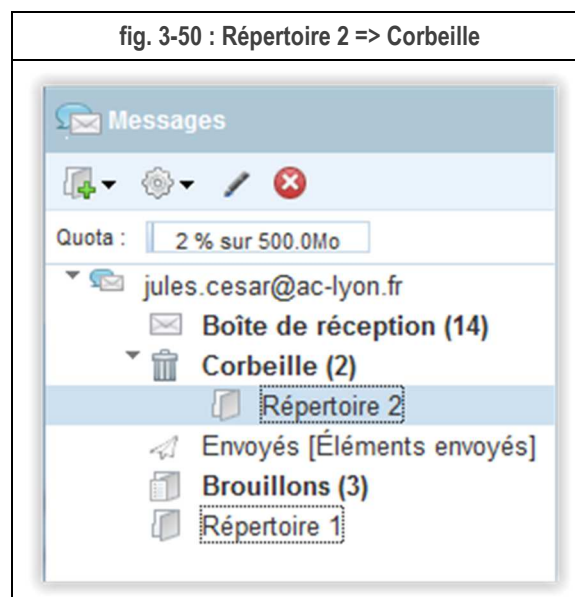 fig. 3-50 : Répertoire 2 => Corbeille
Messages
Quota : 2 % sur 500.0Mo
jules.cesar@ac-lyon.fr
Boîte de réception (14)
Corbeille (2)
Répertoire 2
Envoyés [Éléments envoyés]
Brouillons (3)
Répertoire 1